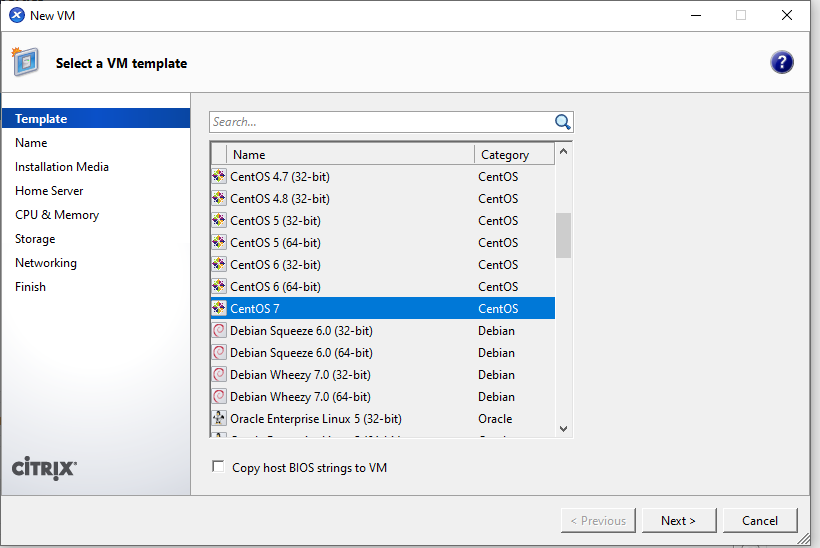 New VM
Select a VM template
?
Template
Name
Installation Media
Home Server
CPU & Memory
Storage
Networking
Finish
CITRIX
Search...
Name Category
CentOS 4.7 (32-bit) CentOS
CentOS 4.8 (32-bit) CentOS
CentOS 5 (32-bit) CentOS
CentOS 5 (64-bit) CentOS
CentOS 6 (32-bit) CentOS
CentOS 6 (64-bit) CentOS
CentOS 7 CentOS
Debian Squeeze 6.0 (32-bit) Debian
Debian Squeeze 6.0 (64-bit) Debian
Debian Wheezy 7.0 (32-bit) Debian
Debian Wheezy 7.0 (64-bit) Debian
Oracle Enterprise Linux 5 (32-bit) Oracle
Copy host BIOS strings to VM
< Previous Next > Cancel